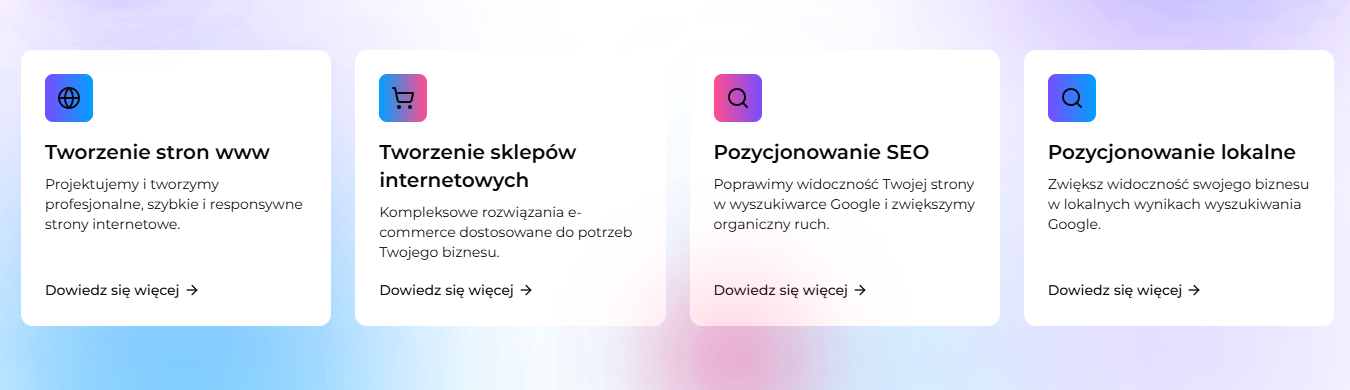 Tworzenie stron www
Projektujemy i tworzymy
profesjonalne, szybkie i responsywne
strony internetowe.
Dowiedz się więcej →
Tworzenie sklepów
internetowych
Kompleksowe rozwiązania e-
commerce dostosowane do potrzeb
Twojego biznesu.
Dowiedz się więcej →
Pozycjonowanie SEO
Poprawimy widoczność Twojej strony
w wyszukiwarce Google i zwiększymy
organiczny ruch.
Dowiedz się więcej →
Pozycjonowanie lokalne
Zwiększ widoczność swojego biznesu
w lokalnych wynikach wyszukiwania
Google.
Dowiedz się więcej →